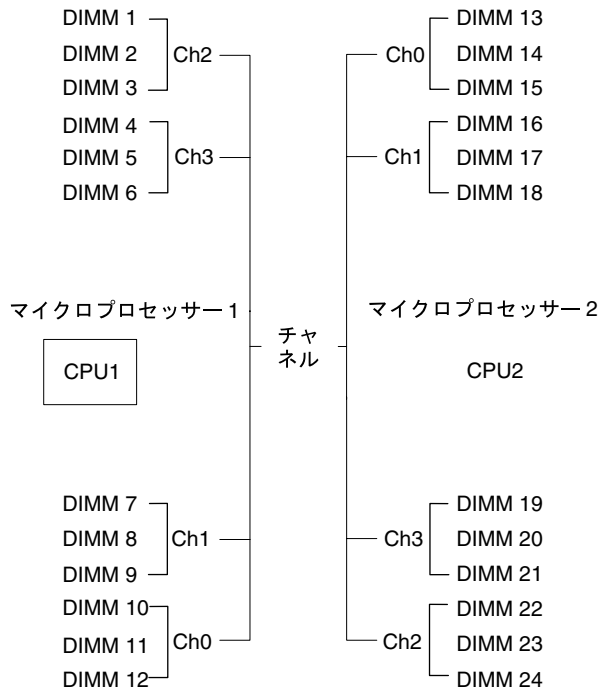 DIMM 1
DIMM 2
DIMM 3
Ch2
DIMM 4
DIMM 5
DIMM 6
Ch3
マイクロプロセッサー 1
CPU1
DIMM 7
DIMM 8
DIMM 9
Ch1
DIMM 10
DIMM 11
DIMM 12
Ch0
チャ
ネル
DIMM 13
DIMM 14
DIMM 15
Ch0
DIMM 16
DIMM 17
DIMM 18
Ch1
マイクロプロセッサー 2
CPU2
DIMM 19
DIMM 20
DIMM 21
Ch3
DIMM 22
DIMM 23
DIMM 24
Ch2